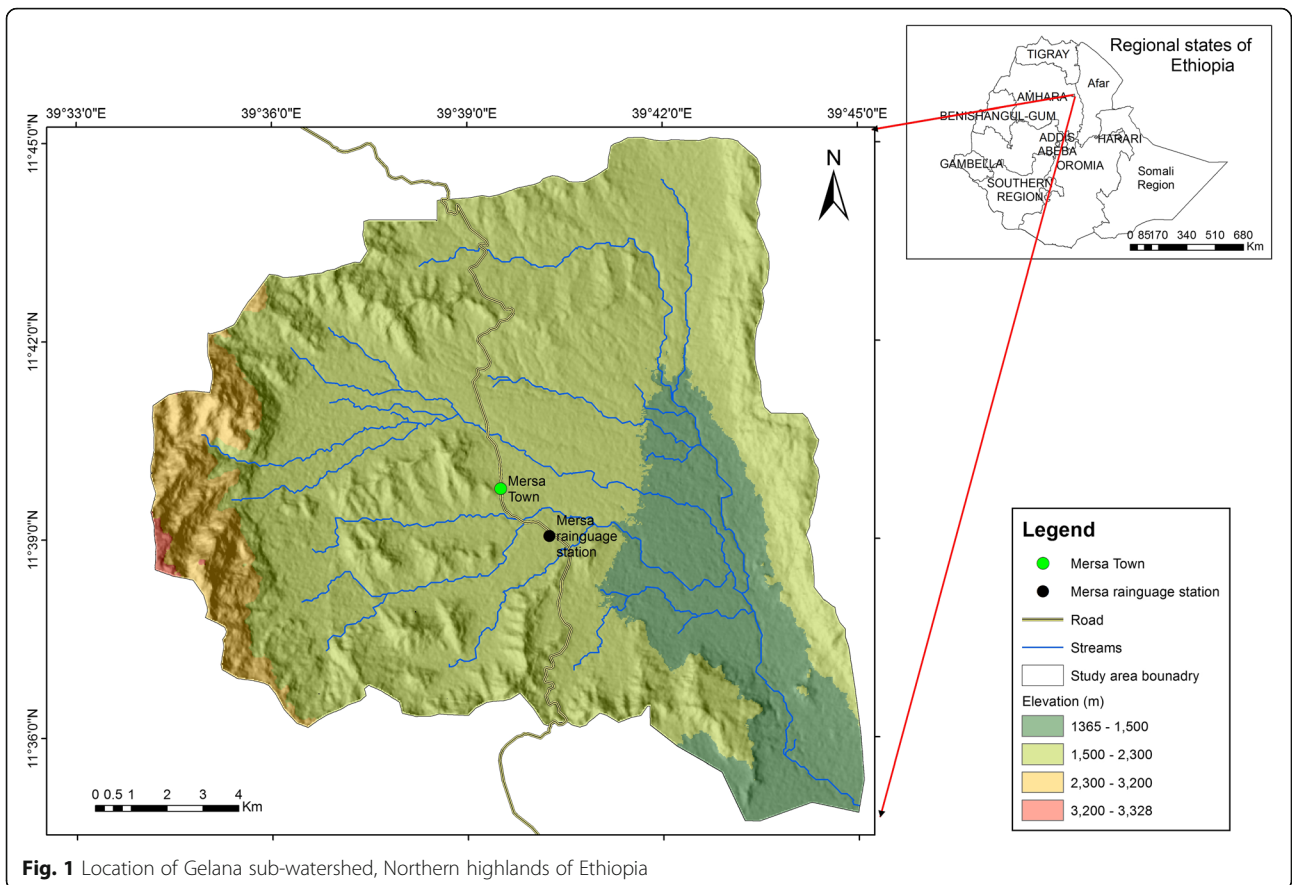 Regional states of
Ethiopia
TIGRAY
Afar
AMHARA
BENISHANGUL-GUM
ADDIS
ABEBA
HARARI
GAMBELLA
OROMIA
SOUTHERN
REGION
Somali
Region
0 85170 340 510 680
Km
39°33'0"E 39°36'0"E 39°39'0"E 39°42'0"E 39°45'0"E
11°45'0"N
11°42'0"N
11°39'0"N
11°36'0"N
N
Mersa
Town
Mersa
rainguage
station
0 0.5 1 2 3 4
Km
Legend
Mersa Town
Mersa rainguage station
Road
Streams
Study area bounadry
Elevation (m)
1365 - 1,500
1,500 - 2,300
2,300 - 3,200
3,200 - 3,328
Fig. 1 Location of Gelana sub-watershed, Northern highlands of Ethiopia